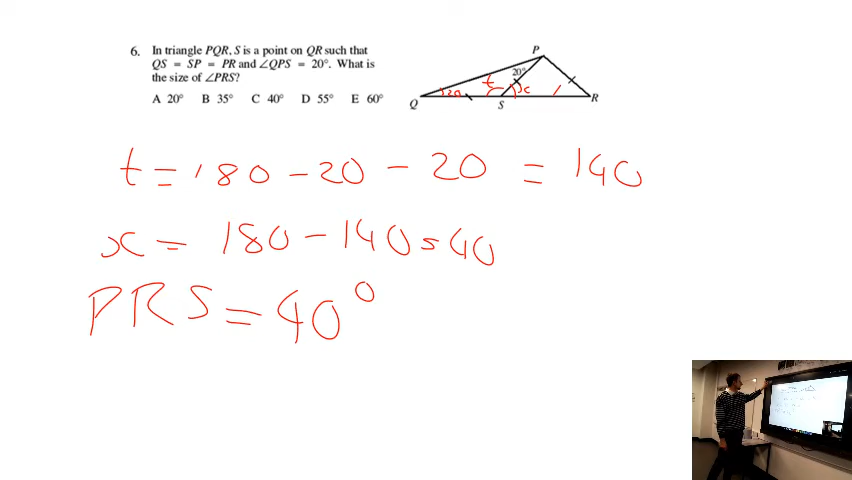 6. In triangle PQR, S is a point on QR such that
QS = SP = PR and ∠QPS = 20°. What is
the size of ∠PRS?
A 20° B 35° C 40° D 55° E 60°
P
20°
t
20
x
Q
S
R
t = 180 - 20 - 20 = 140
x = 180 - 140 = 40
PRS = 40°